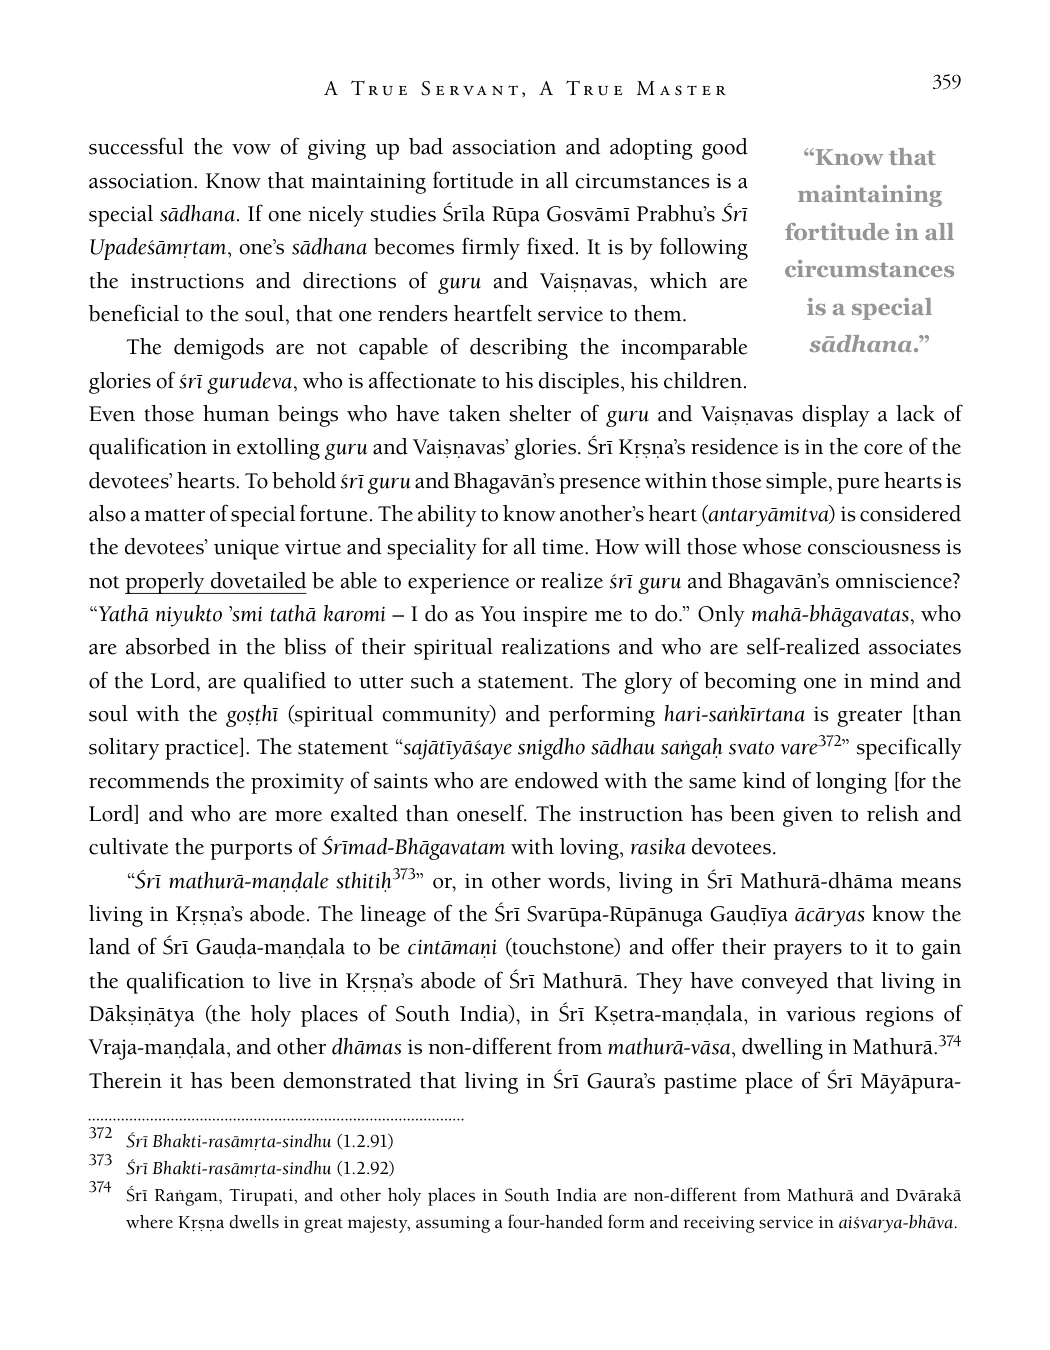 A True Servant, A True Master
359
successful the vow of giving up bad association and adopting good
association. Know that maintaining fortitude in all circumstances is a
special sādhana. If one nicely studies Śrīla Rūpa Gosvāmī Prabhu’s Śrī
Upadeśāmṛtam, one’s sādhana becomes firmly fixed. It is by following
the instructions and directions of guru and Vaiṣṇavas, which are
beneficial to the soul, that one renders heartfelt service to them.
“Know that
maintaining
fortitude in all
circumstances
is a special
sādhana.”
The demigods are not capable of describing the incomparable
glories of śrī gurudeva, who is affectionate to his disciples, his children.
Even those human beings who have taken shelter of guru and Vaiṣṇavas display a lack of
qualification in extolling guru and Vaiṣṇavas’ glories. Śrī Kṛṣṇa’s residence is in the core of the
devotees’ hearts. To behold śrī guru and Bhagavān’s presence within those simple, pure hearts is
also a matter of special fortune. The ability to know another’s heart (antaryāmitva) is considered
the devotees’ unique virtue and speciality for all time. How will those whose consciousness is
not properly dovetailed be able to experience or realize śrī guru and Bhagavān’s omniscience?
“Yathā niyukto ’smi tathā karomi – I do as You inspire me to do.” Only mahā-bhāgavatas, who
are absorbed in the bliss of their spiritual realizations and who are self-realized associates
of the Lord, are qualified to utter such a statement. The glory of becoming one in mind and
soul with the goṣṭhī (spiritual community) and performing hari-saṅkīrtana is greater [than
solitary practice]. The statement “sajātīyāśaye snigdho sādhau saṅgaḥ svato vare372” specifically
recommends the proximity of saints who are endowed with the same kind of longing [for the
Lord] and who are more exalted than oneself. The instruction has been given to relish and
cultivate the purports of Śrīmad-Bhāgavatam with loving, rasika devotees.
“Śrī mathurā-maṇḍale sthitiḥ373” or, in other words, living in Śrī Mathurā-dhāma means
living in Kṛṣṇa’s abode. The lineage of the Śrī Svarūpa-Rūpānuga Gauḍīya ācāryas know the
land of Śrī Gauḍa-maṇḍala to be cintāmaṇi (touchstone) and offer their prayers to it to gain
the qualification to live in Kṛṣṇa’s abode of Śrī Mathurā. They have conveyed that living in
Dākṣiṇātya (the holy places of South India), in Śrī Kṣetra-maṇḍala, in various regions of
Vraja-maṇḍala, and other dhāmas is non-different from mathurā-vāsa, dwelling in Mathurā.374
Therein it has been demonstrated that living in Śrī Gaura’s pastime place of Śrī Māyāpura-
372 Śrī Bhakti-rasāmṛta-sindhu (1.2.91)
373 Śrī Bhakti-rasāmṛta-sindhu (1.2.92)
374 Śrī Raṅgam, Tirupati, and other holy places in South India are non-different from Mathurā and Dvārakā
where Kṛṣṇa dwells in great majesty, assuming a four-handed form and receiving service in aiśvarya-bhāva.